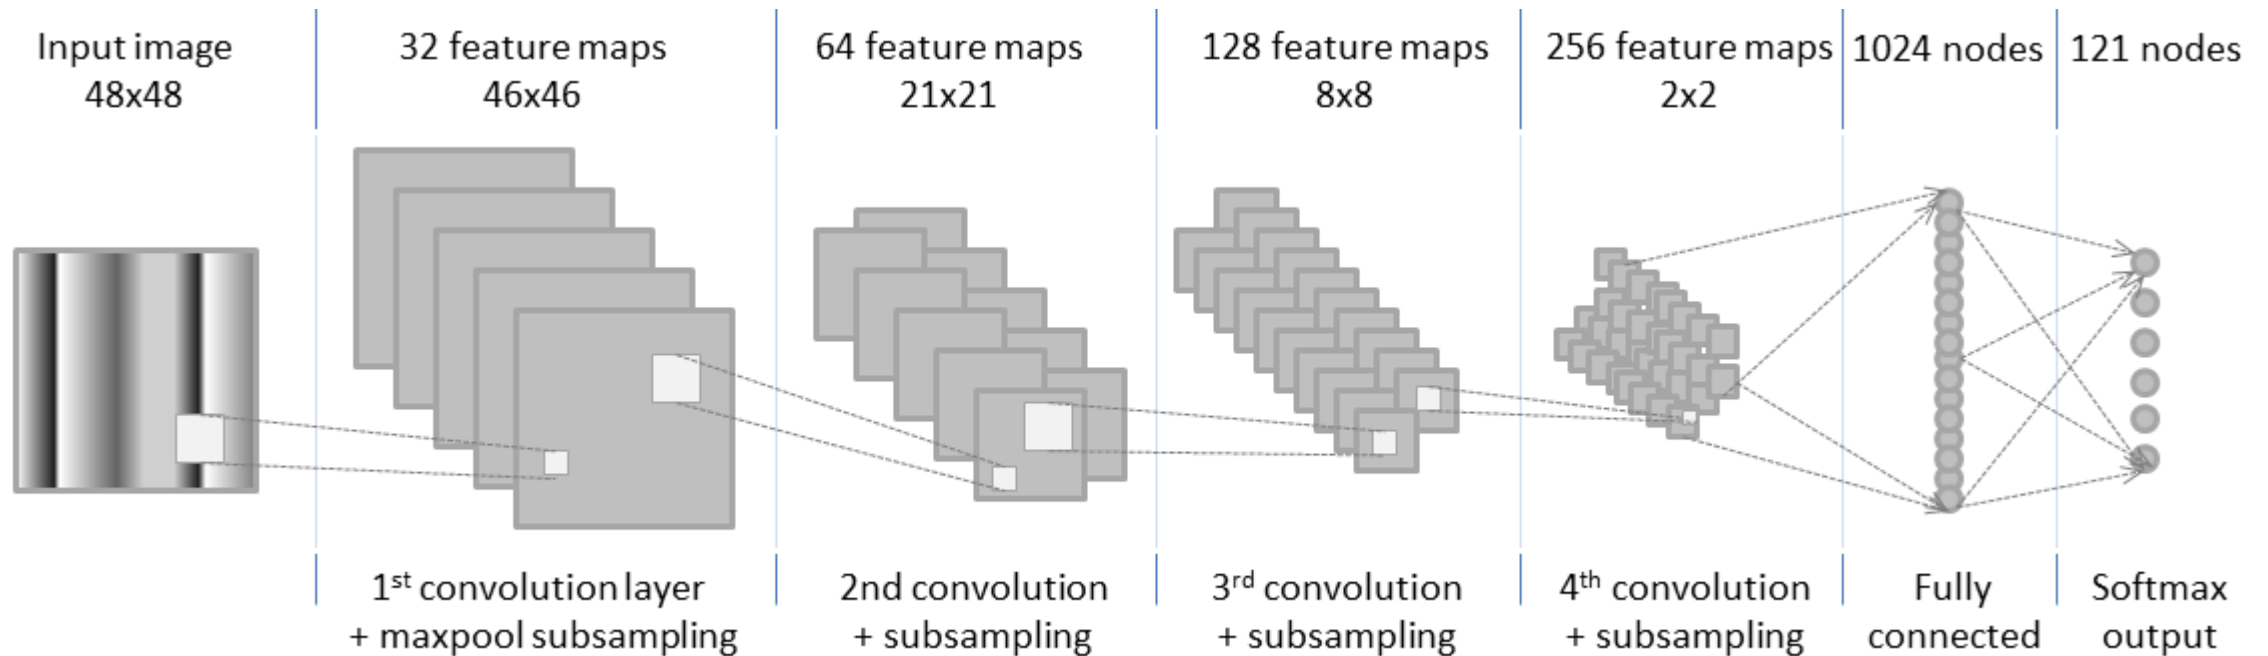 Input image
48x48
32 feature maps
46x46
64 feature maps
21x21
128 feature maps
8x8
256 feature maps
2x2
1024 nodes
121 nodes
1st convolution layer
+ maxpool subsampling
2nd convolution
+ subsampling
3rd convolution
+ subsampling
4th convolution
+ subsampling
Fully
connected
Softmax
output